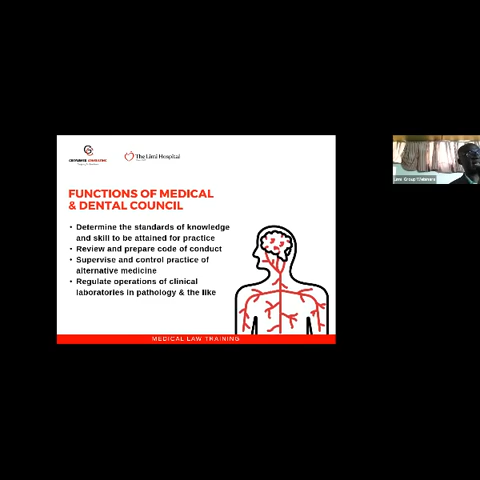 The Limi Hospital
FUNCTIONS OF MEDICAL
& DENTAL COUNCIL
• Determine the standards of knowledge
and skill to be attained for practice
• Review and prepare code of conduct
• Supervise and control practice of
alternative medicine
• Regulate operations of clinical
laboratories in pathology & the like
MEDICAL LAW TRAINING